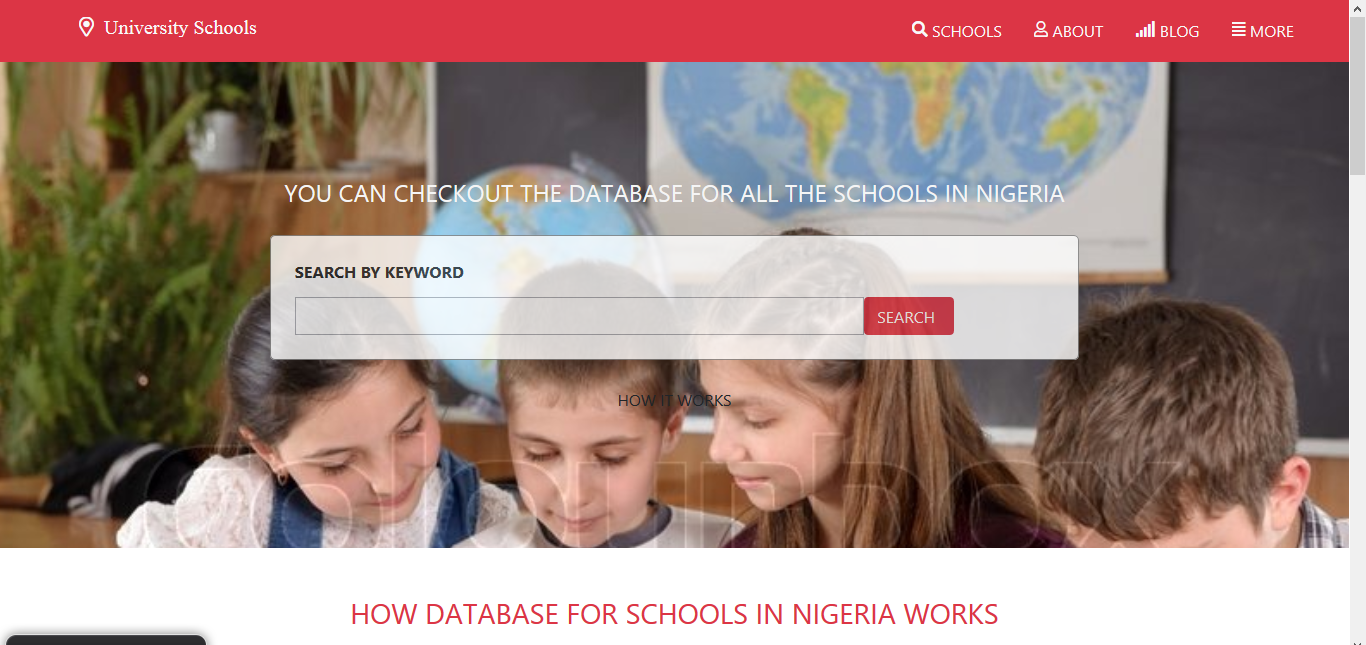 University Schools
SCHOOLS ABOUT BLOG MORE
YOU CAN CHECKOUT THE DATABASE FOR ALL THE SCHOOLS IN NIGERIA
SEARCH BY KEYWORD
SEARCH
HOW IT WORKS
HOW DATABASE FOR SCHOOLS IN NIGERIA WORKS